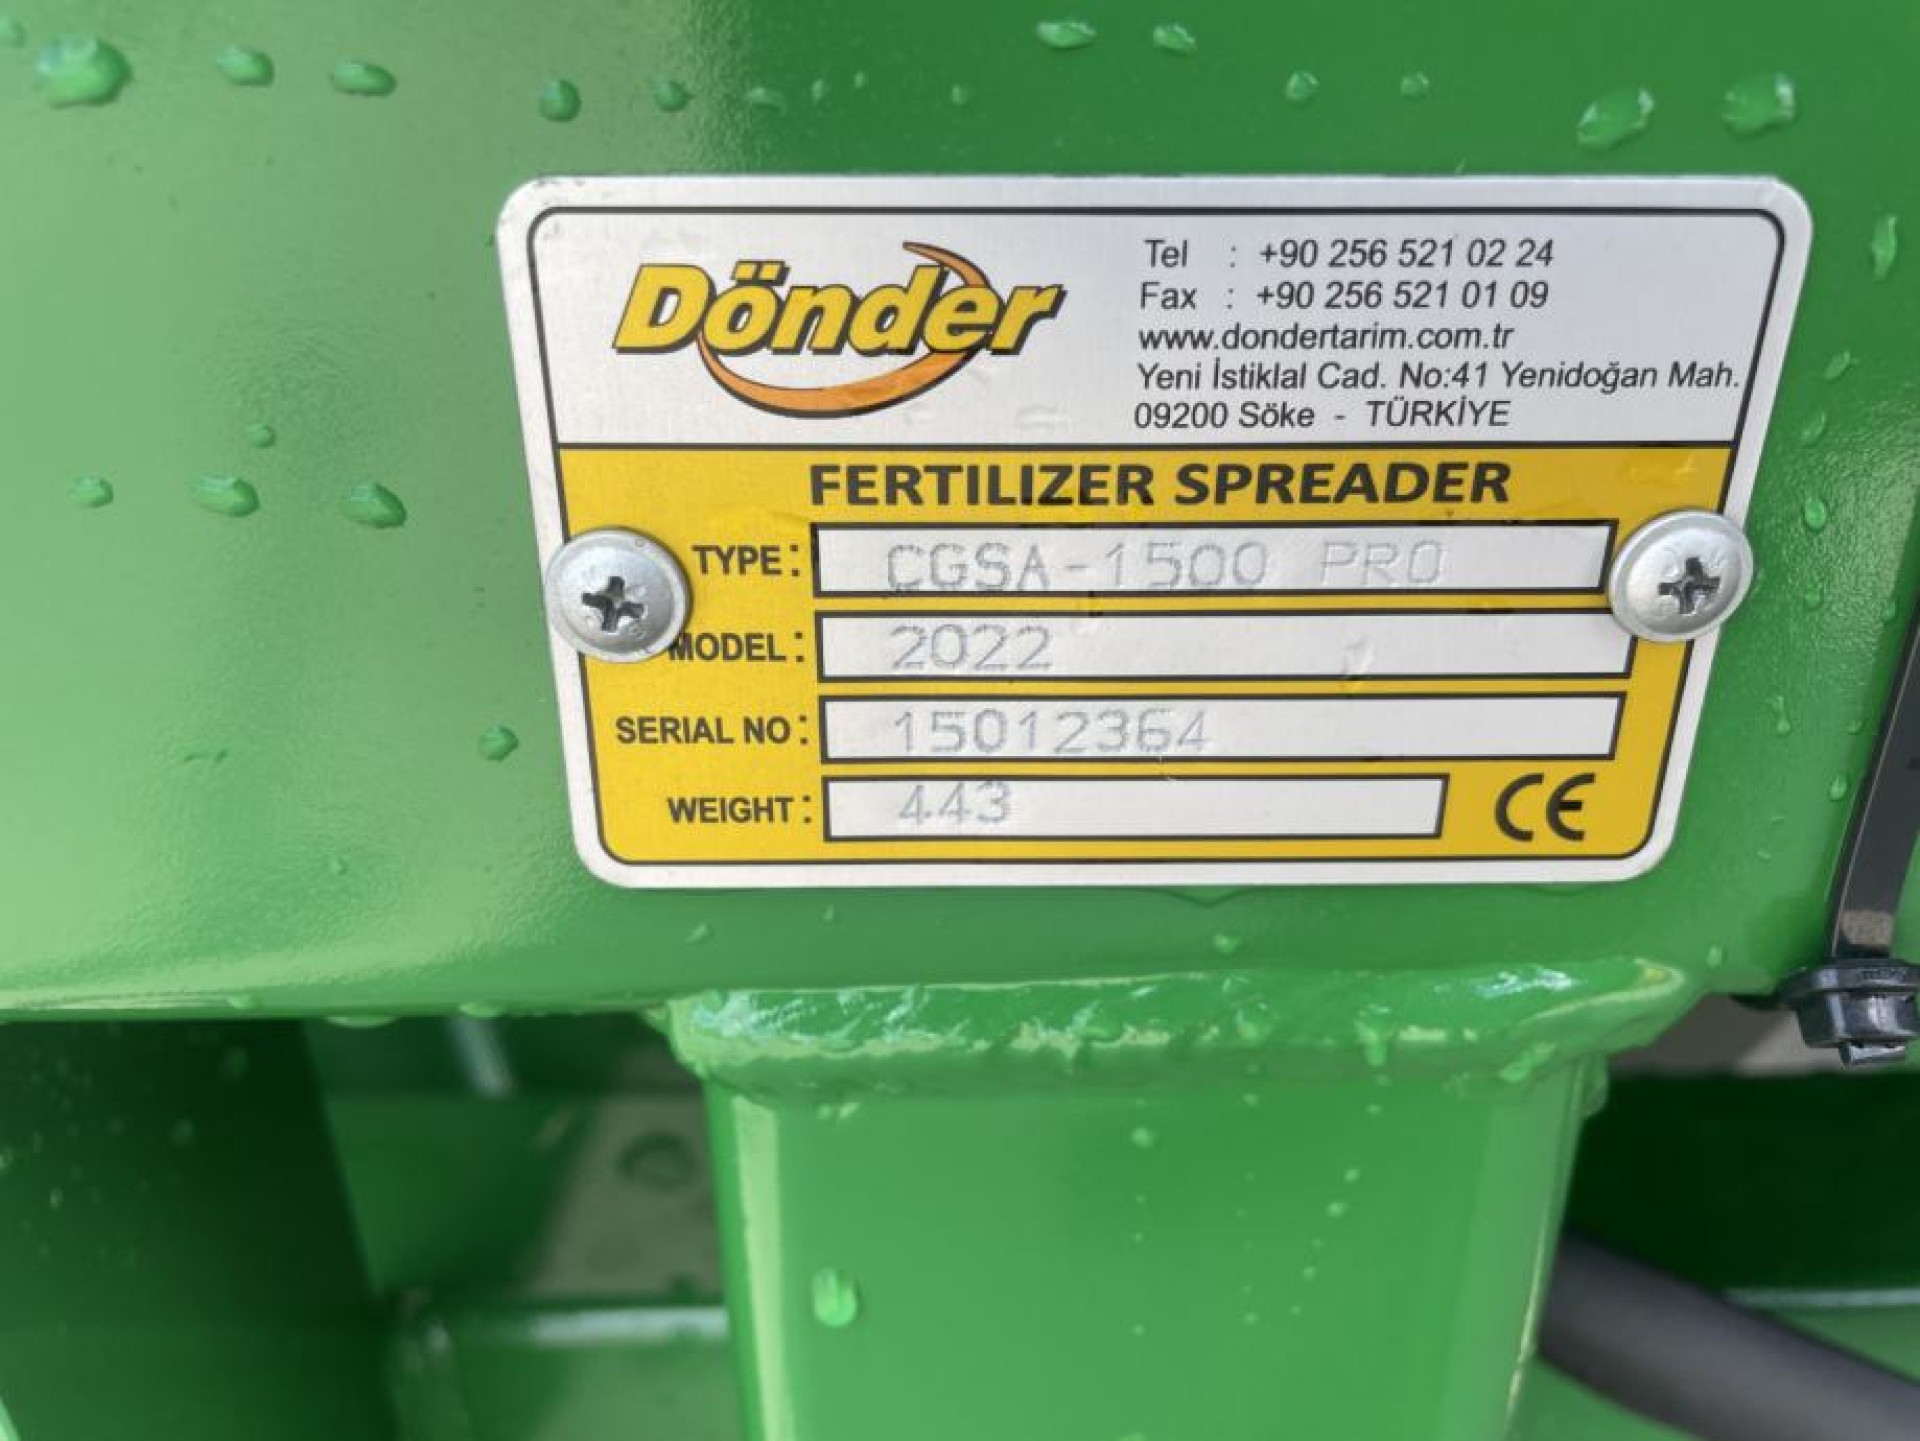 Dönder
Tel : +90 256 521 02 24
Fax : +90 256 521 01 09
www.dondertarim.com.tr
Yeni İstiklal Cad. No:41 Yenidoğan Mah.
09200 Söke - TÜRKİYE
FERTILIZER SPREADER
TYPE: CGSA-1500 PRO
MODEL: 2022
SERIAL NO: 15012364
WEIGHT: 443
CE